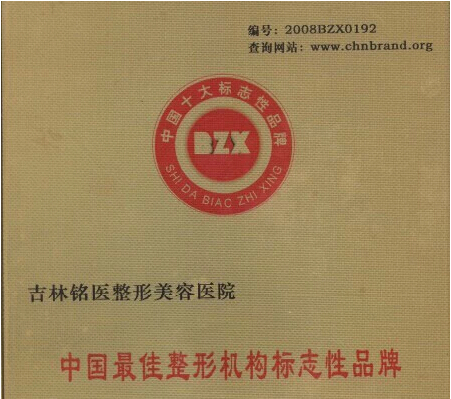 编号：2008BZX0192
查询网站：www.chnbrand.org
中国十大标志性品牌
BZX
SHI DA BIAO ZHI XING
吉林铭医整形美容医院
中国最佳整形机构标志性品牌